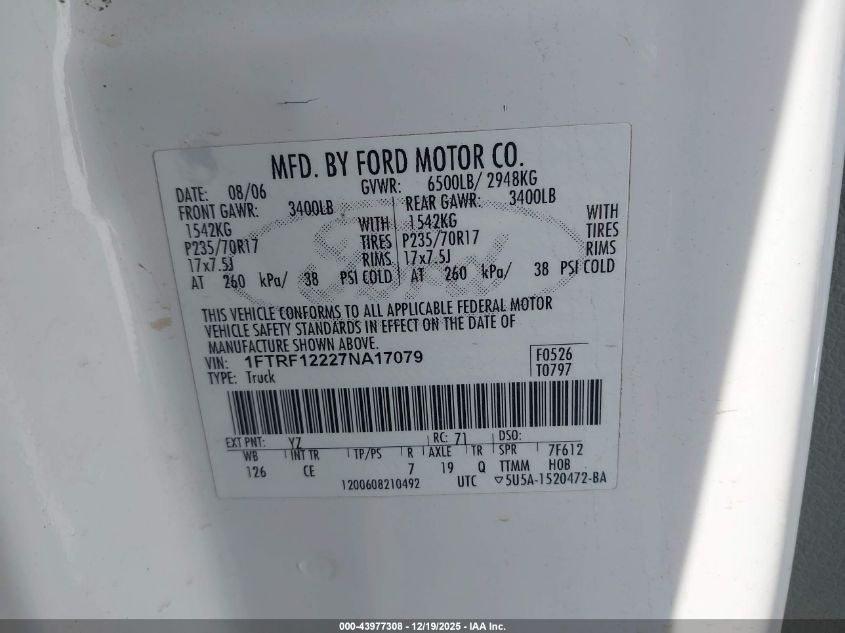 MFD. BY FORD MOTOR CO.
DATE: 08/06 GVWR: 6500LB/ 2948KG
FRONT GAWR: 3400LB REAR GAWR: 3400LB
1542KG WITH 1542KG WITH
P235/70R17 TIRES P235/70R17 TIRES
17x7.5J RIMS 17x7.5J RIMS
AT 260 kPa/ 38 PSI COLD AT 260 kPa/ 38 PSI COLD
THIS VEHICLE CONFORMS TO ALL APPLICABLE FEDERAL MOTOR
VEHICLE SAFETY STANDARDS IN EFFECT ON THE DATE OF
MANUFACTURE SHOWN ABOVE.
VIN: 1FTRF12227NA17079 F0526
TYPE: Truck T0797
EXT PNT: YZ RC: 71 DSO:
WB INT TR TP/PS R AXLE TR SPR 7F612
126 CE 7 19 Q TTMM HOB
1200608210492 UTC ▽5U5A-1520472-BA
000-43977308 - 12/19/2025 - IAA Inc.